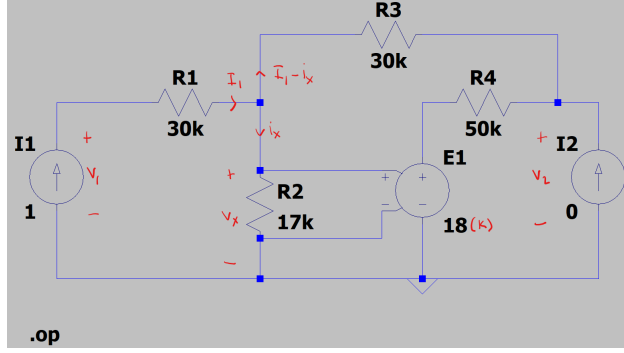 R3
30k
I₁
I₁-iₓ
R1
30k
R4
50k
iₓ
I1
1
+
V₁
-
+
R2
17k
Vₓ
-
+
-
+
-
E1
18(k)
+
V₂
-
I2
0
.op